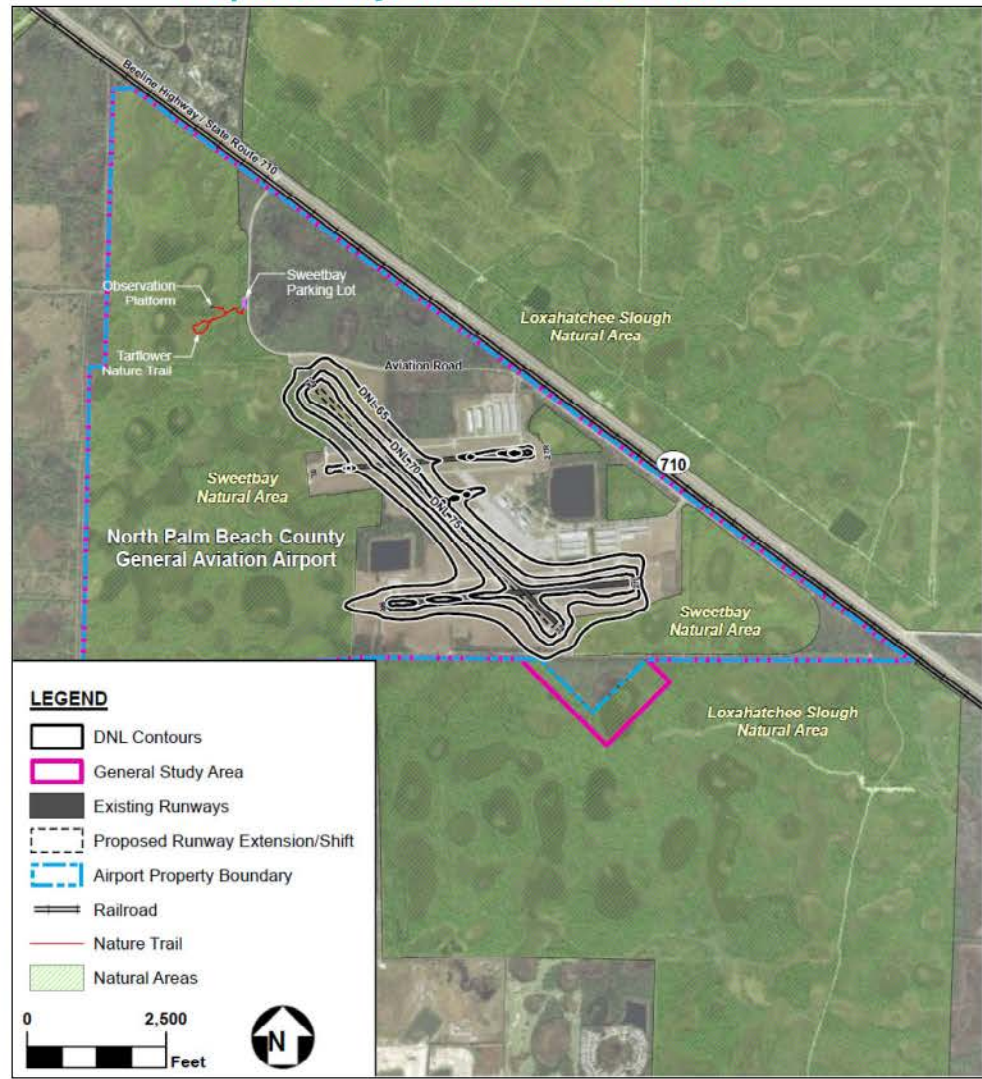 Beeline Highway / State Route 710
Observation
Platform
Sweetbay
Parking Lot
Loxahatchee Slough
Natural Area
Tarflower
Nature Trail
Aviation Road
DNL 65
DNL 70
DNL 75
710
Sweetbay
Natural Area
North Palm Beach County
General Aviation Airport
Sweetbay
Natural Area
Loxahatchee Slough
Natural Area
LEGEND
DNL Contours
General Study Area
Existing Runways
Proposed Runway Extension/Shift
Airport Property Boundary
Railroad
Nature Trail
Natural Areas
0 2,500
Feet
N